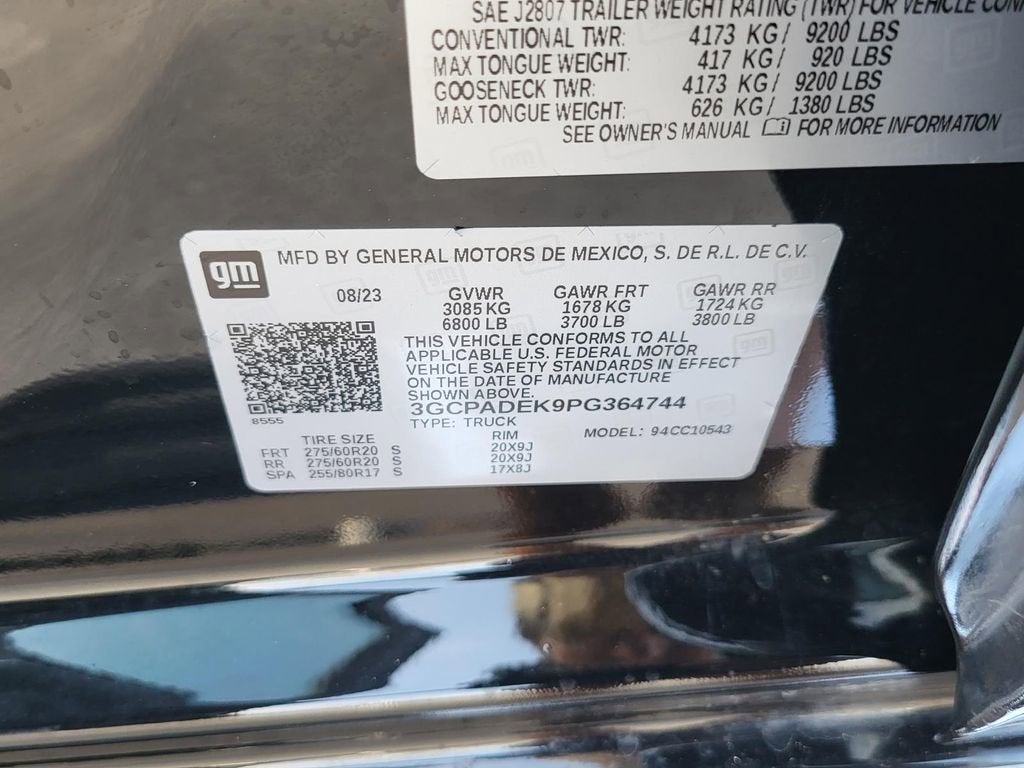 SAE J2807 TRAILER WEIGHT RATING (TWR) FOR VEHICLE
CONVENTIONAL TWR: 4173 KG/ 9200 LBS
MAX TONGUE WEIGHT: 417 KG/ 920 LBS
GOOSENECK TWR: 4173 KG/ 9200 LBS
MAX TONGUE WEIGHT: 626 KG/ 1380 LBS
SEE OWNER'S MANUAL FOR MORE INFORMATION
gm MFD BY GENERAL MOTORS DE MEXICO, S. DE R.L. DE C.V.
08/23 GVWR GAWR FRT GAWR RR
3085 KG 1678 KG 1724 KG
6800 LB 3700 LB 3800 LB
THIS VEHICLE CONFORMS TO ALL
APPLICABLE U.S. FEDERAL MOTOR
VEHICLE SAFETY STANDARDS IN EFFECT
ON THE DATE OF MANUFACTURE
SHOWN ABOVE.
3GCPADEK9PG364744
8555
TYPE: TRUCK MODEL: 94CC10543
TIRE SIZE RIM
FRT 275/60R20 S 20X9J
RR 275/60R20 S 20X9J
SPA 255/80R17 S 17X8J